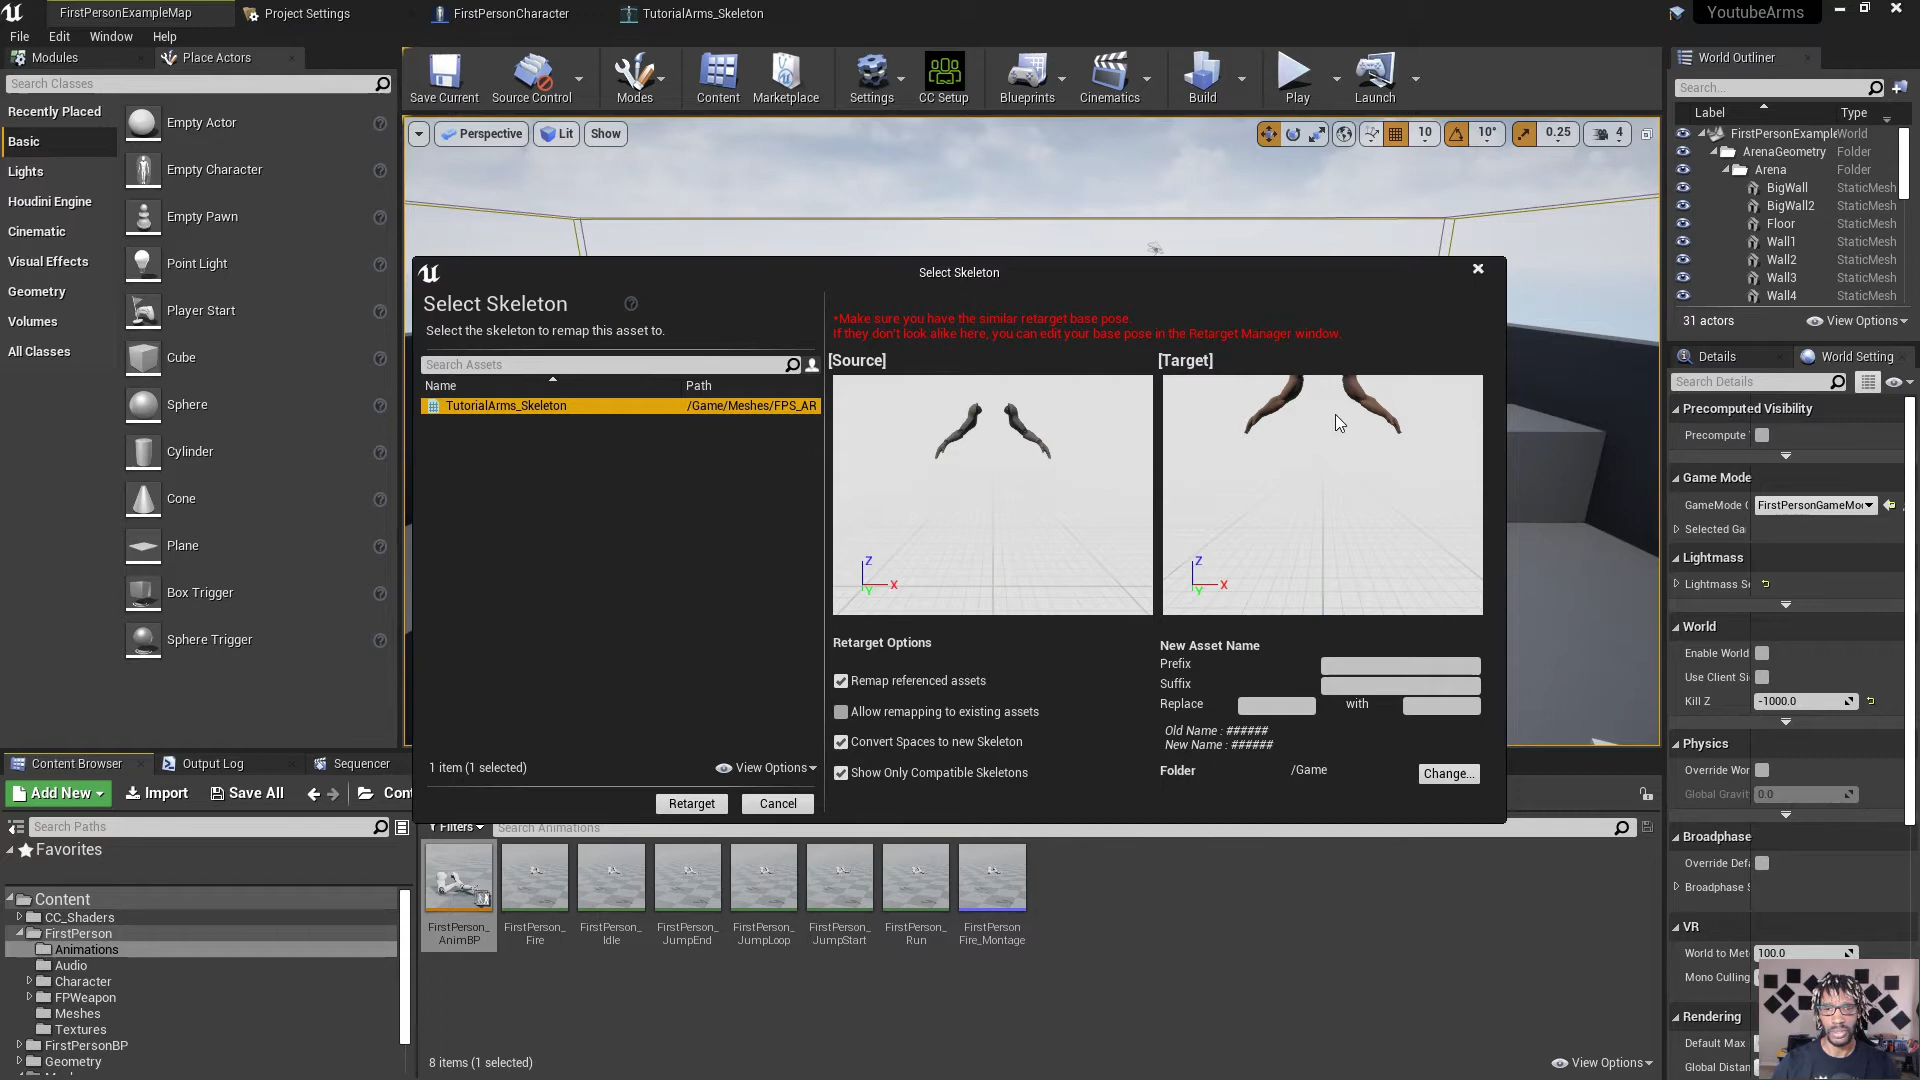 FirstPersonExampleMap
Project Settings
FirstPersonCharacter
TutorialArms_Skeleton
YoutubeArms
File
Edit
Window
Help
Modules
Place Actors
Search Classes
Recently Placed
Basic
Lights
Houdini Engine
Cinematic
Visual Effects
Geometry
Volumes
All Classes
Empty Actor
Empty Character
Empty Pawn
Point Light
Player Start
Cube
Sphere
Cylinder
Cone
Plane
Box Trigger
Sphere Trigger
Save Current
Source Control
Modes
Content
Marketplace
Settings
CC Setup
Blueprints
Cinematics
Build
Play
Launch
Perspective
Lit
Show
10
10°
0.25
4
Select Skeleton
Select Skeleton
Select the skeleton to remap this asset to.
Search Assets
Name
Path
TutorialArms_Skeleton
/Game/Meshes/FPS_AR
1 item (1 selected)
View Options
Retarget
Cancel
*Make sure you have the similar retarget base pose.
If they don't look alike here, you can edit your base pose in the Retarget Manager window.
[Source]
[Target]
Z
X
Y
Z
X
Y
Retarget Options
Remap referenced assets
Allow remapping to existing assets
Convert Spaces to new Skeleton
Show Only Compatible Skeletons
New Asset Name
Prefix
Suffix
Replace
with
Old Name : ######
New Name : ######
Folder
/Game
Change...
World Outliner
Search...
Label
Type
FirstPersonExample
World
ArenaGeometry
Folder
Arena
Folder
BigWall
StaticMesh
BigWall2
StaticMesh
Floor
StaticMesh
Wall1
StaticMesh
Wall2
StaticMesh
Wall3
StaticMesh
Wall4
StaticMesh
31 actors
View Options
Details
World Setting
Search Details
Precomputed Visibility
Precompute
Game Mode
GameMode
FirstPersonGameMo
Selected Ga
Lightmass
Lightmass Se
World
Enable World
Use Client Si
Kill Z
-1000.0
Physics
Override Wor
Global Gravit
0.0
Broadphase
Override Def
Broadphase S
VR
World to Met
100.0
Mono Culling
Rendering
Default Max
Global Distan
Content Browser
Output Log
Sequencer
Add New
Import
Save All
Cont
Search Paths
Filters
Search Animations
Favorites
Content
CC_Shaders
FirstPerson
Animations
Audio
Character
FPWeapon
Meshes
Textures
FirstPersonBP
Geometry
FirstPerson_
AnimBP
FirstPerson_
Fire
FirstPerson_
Idle
FirstPerson_
JumpEnd
FirstPerson_
JumpLoop
FirstPerson_
JumpStart
FirstPerson_
Run
FirstPerson
Fire_Montage
8 items (1 selected)
View Options